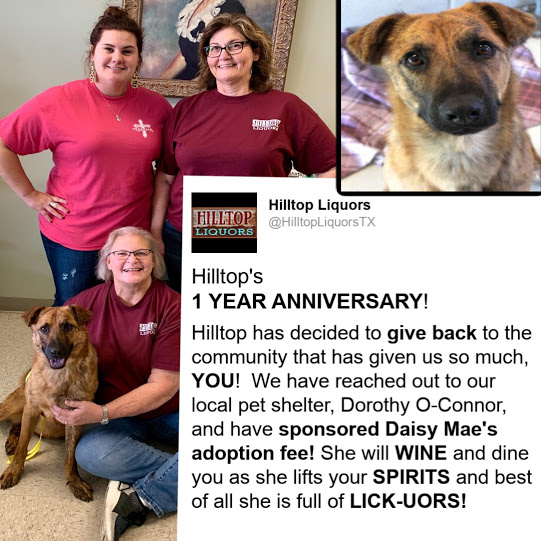 HILLTOP
LIQUORS
Hilltop Liquors
@HilltopLiquorsTX
HILLTOP
LIQUORS
Hilltop's
1 YEAR ANNIVERSARY!
Hilltop has decided to give back to the
community that has given us so much,
YOU! We have reached out to our
local pet shelter, Dorothy O-Connor,
and have sponsored Daisy Mae's
adoption fee! She will WINE and dine
you as she lifts your SPIRITS and best
of all she is full of LICK-UORS!